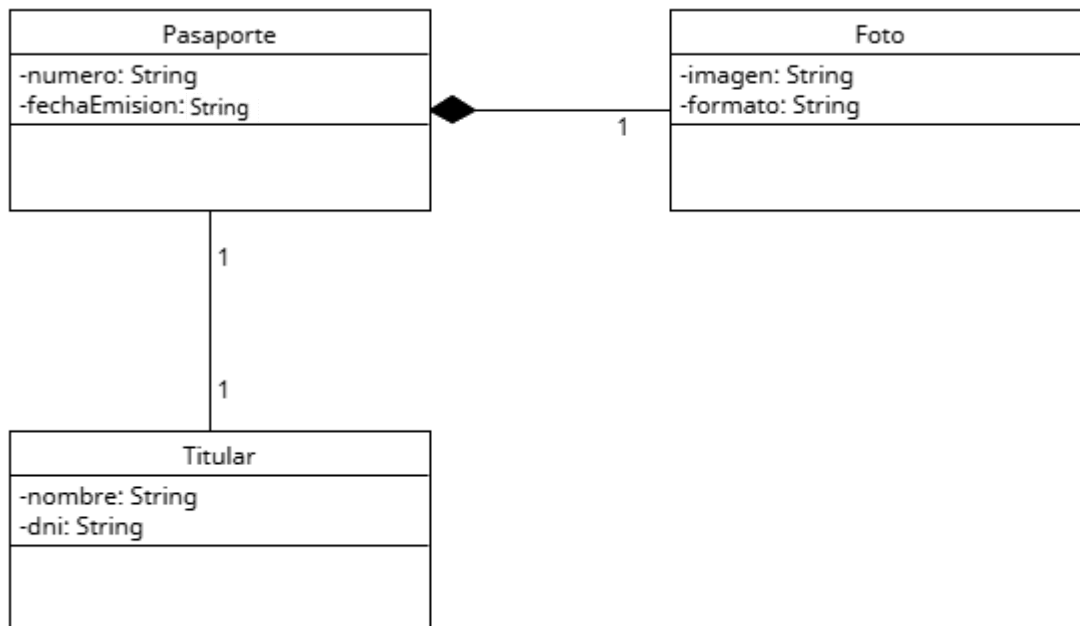 Pasaporte
-numero: String
-fechaEmision: String
Foto
-imagen: String
-formato: String
1
1
1
Titular
-nombre: String
-dni: String